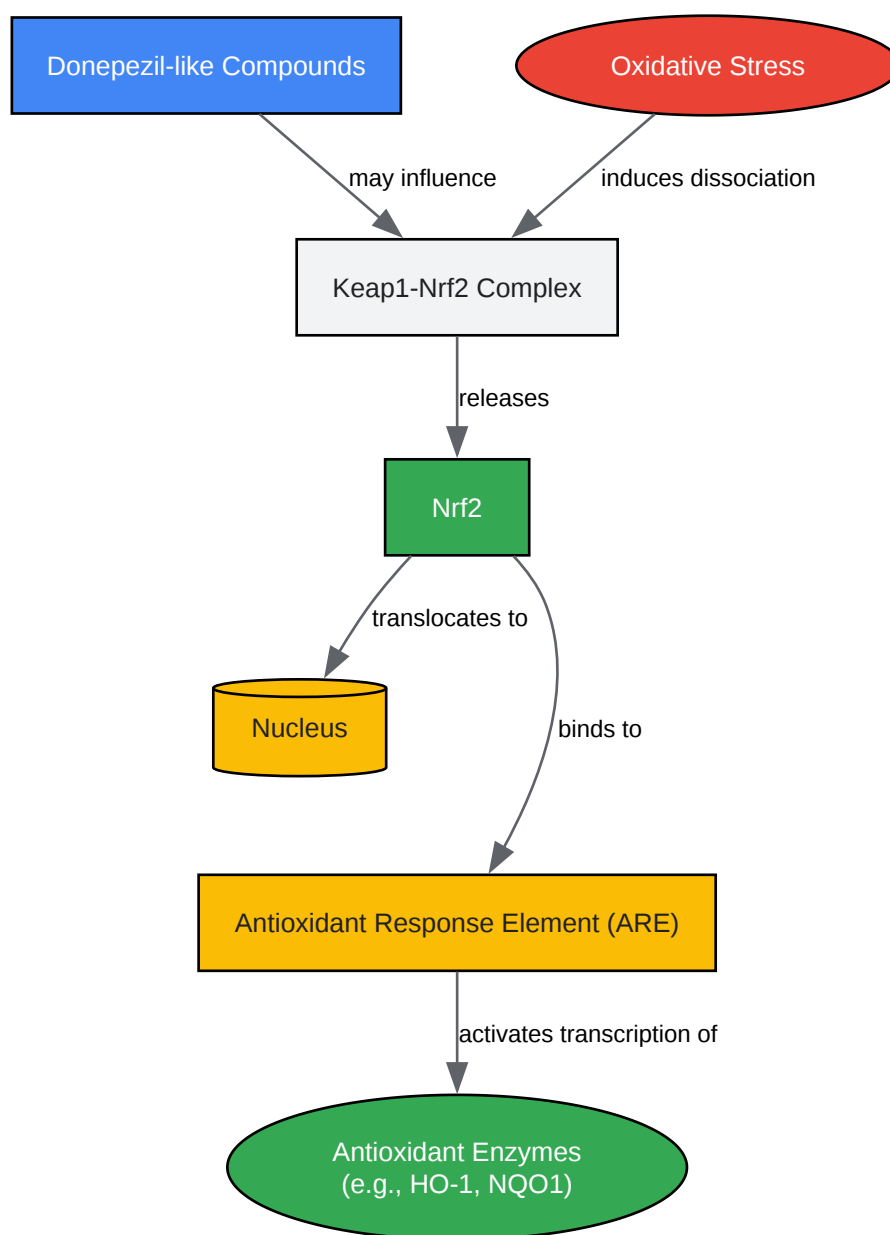 Donepezil-like Compounds
Oxidative Stress
may influence
induces dissociation
Keap1-Nrf2 Complex
releases
Nrf2
translocates to
Nucleus
binds to
Antioxidant Response Element (ARE)
activates transcription of
Antioxidant Enzymes
(e.g., HO-1, NQO1)